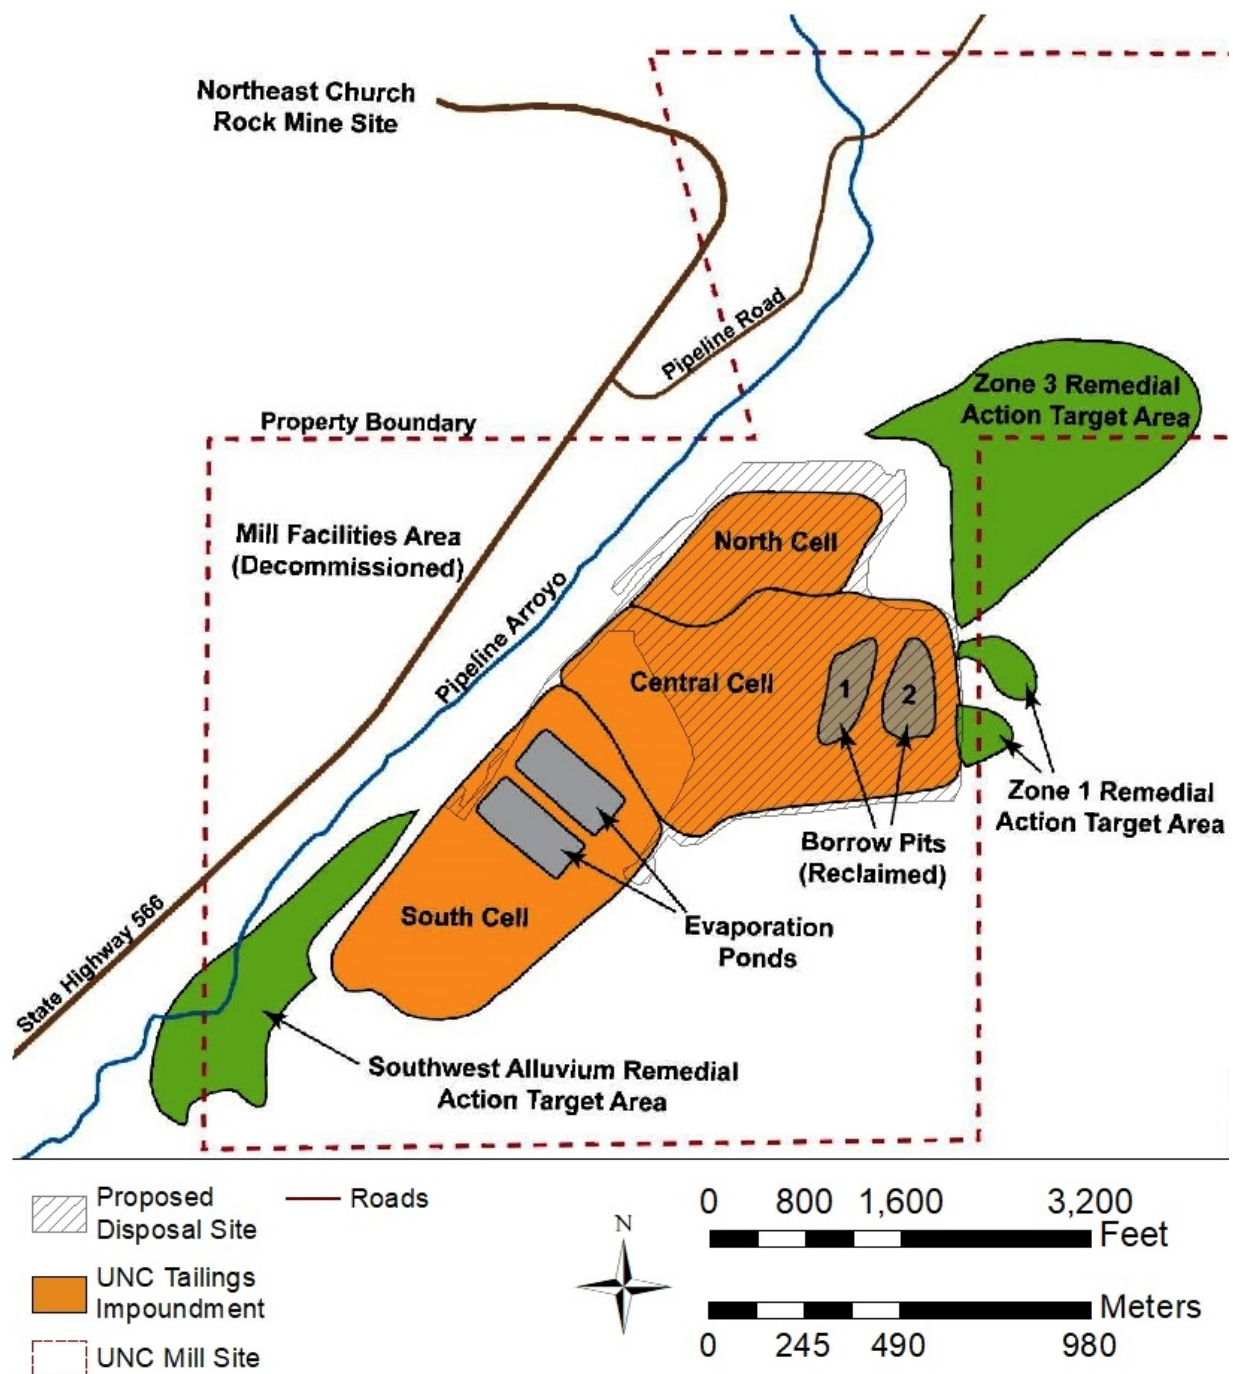 Northeast Church
Rock Mine Site
Pipeline Road
Zone 3 Remedial
Action Target Area
Property Boundary
Mill Facilities Area
(Decommissioned)
North Cell
Pipeline Arroyo
Central Cell
1
2
Zone 1 Remedial
Action Target Area
Borrow Pits
(Reclaimed)
South Cell
Evaporation
Ponds
State Highway 566
Southwest Alluvium Remedial
Action Target Area
Proposed
Disposal Site
Roads
UNC Tailings
Impoundment
UNC Mill Site
N
0 800 1,600 3,200
Feet
Meters
0 245 490 980